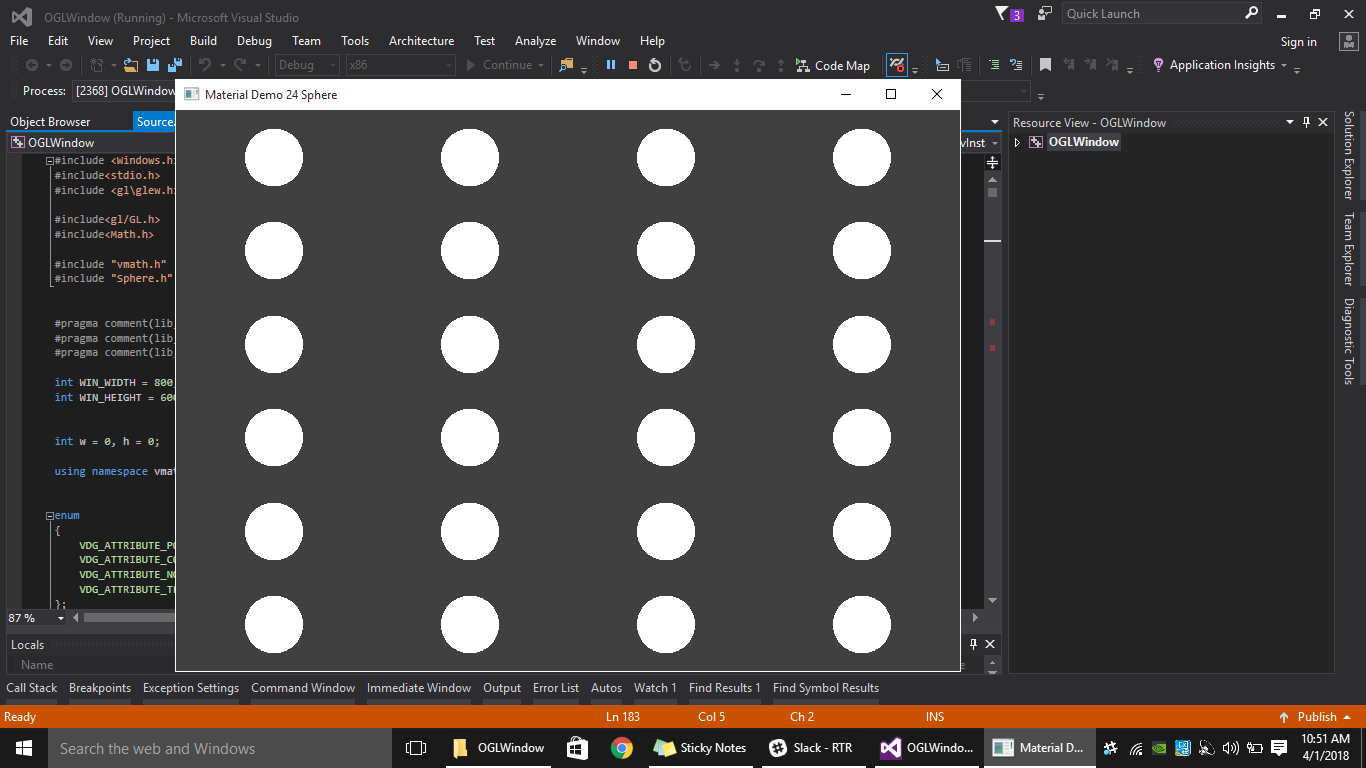 OGLWindow (Running) - Microsoft Visual Studio
3
Quick Launch
File Edit View Project Build Debug Team Tools Architecture Test Analyze Window Help
Sign in
Debug x86 Continue Code Map Application Insights
Process: [2368] OGLWindow
Material Demo 24 Sphere
Object Browser Source.
OGLWindow
vInst
Resource View - OGLWindow
OGLWindow
Solution Explorer
Team Explorer
Diagnostic Tools
#include <Windows.h
#include<stdio.h>
#include <gl\glew.h
#include<gl/GL.h>
#include<Math.h>
#include "vmath.h"
#include "Sphere.h"
#pragma comment(lib,
#pragma comment(lib,
#pragma comment(lib,
int WIN_WIDTH = 800
int WIN_HEIGHT = 600
int w = 0, h = 0;
using namespace vmat
enum
{
VDG_ATTRIBUTE_PO
VDG_ATTRIBUTE_CO
VDG_ATTRIBUTE_NO
VDG_ATTRIBUTE_TE
};
87 %
Locals
Name
Call Stack Breakpoints Exception Settings Command Window Immediate Window Output Error List Autos Watch 1 Find Results 1 Find Symbol Results
Ready Ln 183 Col 5 Ch 2 INS Publish
Search the web and Windows
OGLWindow
Sticky Notes
Slack - RTR
OGLWindo...
Material D...
10:51 AM
4/1/2018